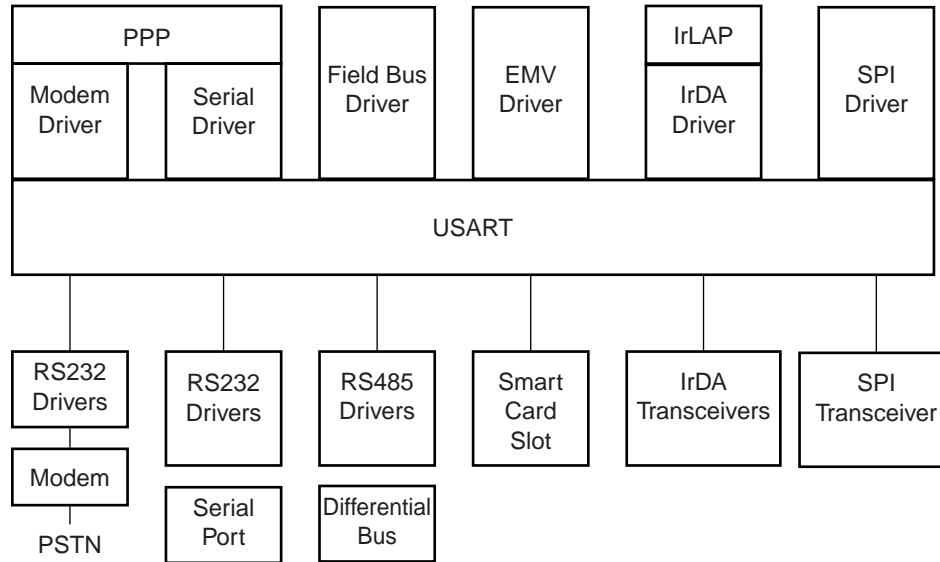 PPP
Modem
Driver
Serial
Driver
Field Bus
Driver
EMV
Driver
IrLAP
IrDA
Driver
SPI
Driver
USART
RS232
Drivers
Modem
PSTN
RS232
Drivers
Serial
Port
RS485
Drivers
Differential
Bus
Smart
Card
Slot
IrDA
Transceivers
SPI
Transceiver